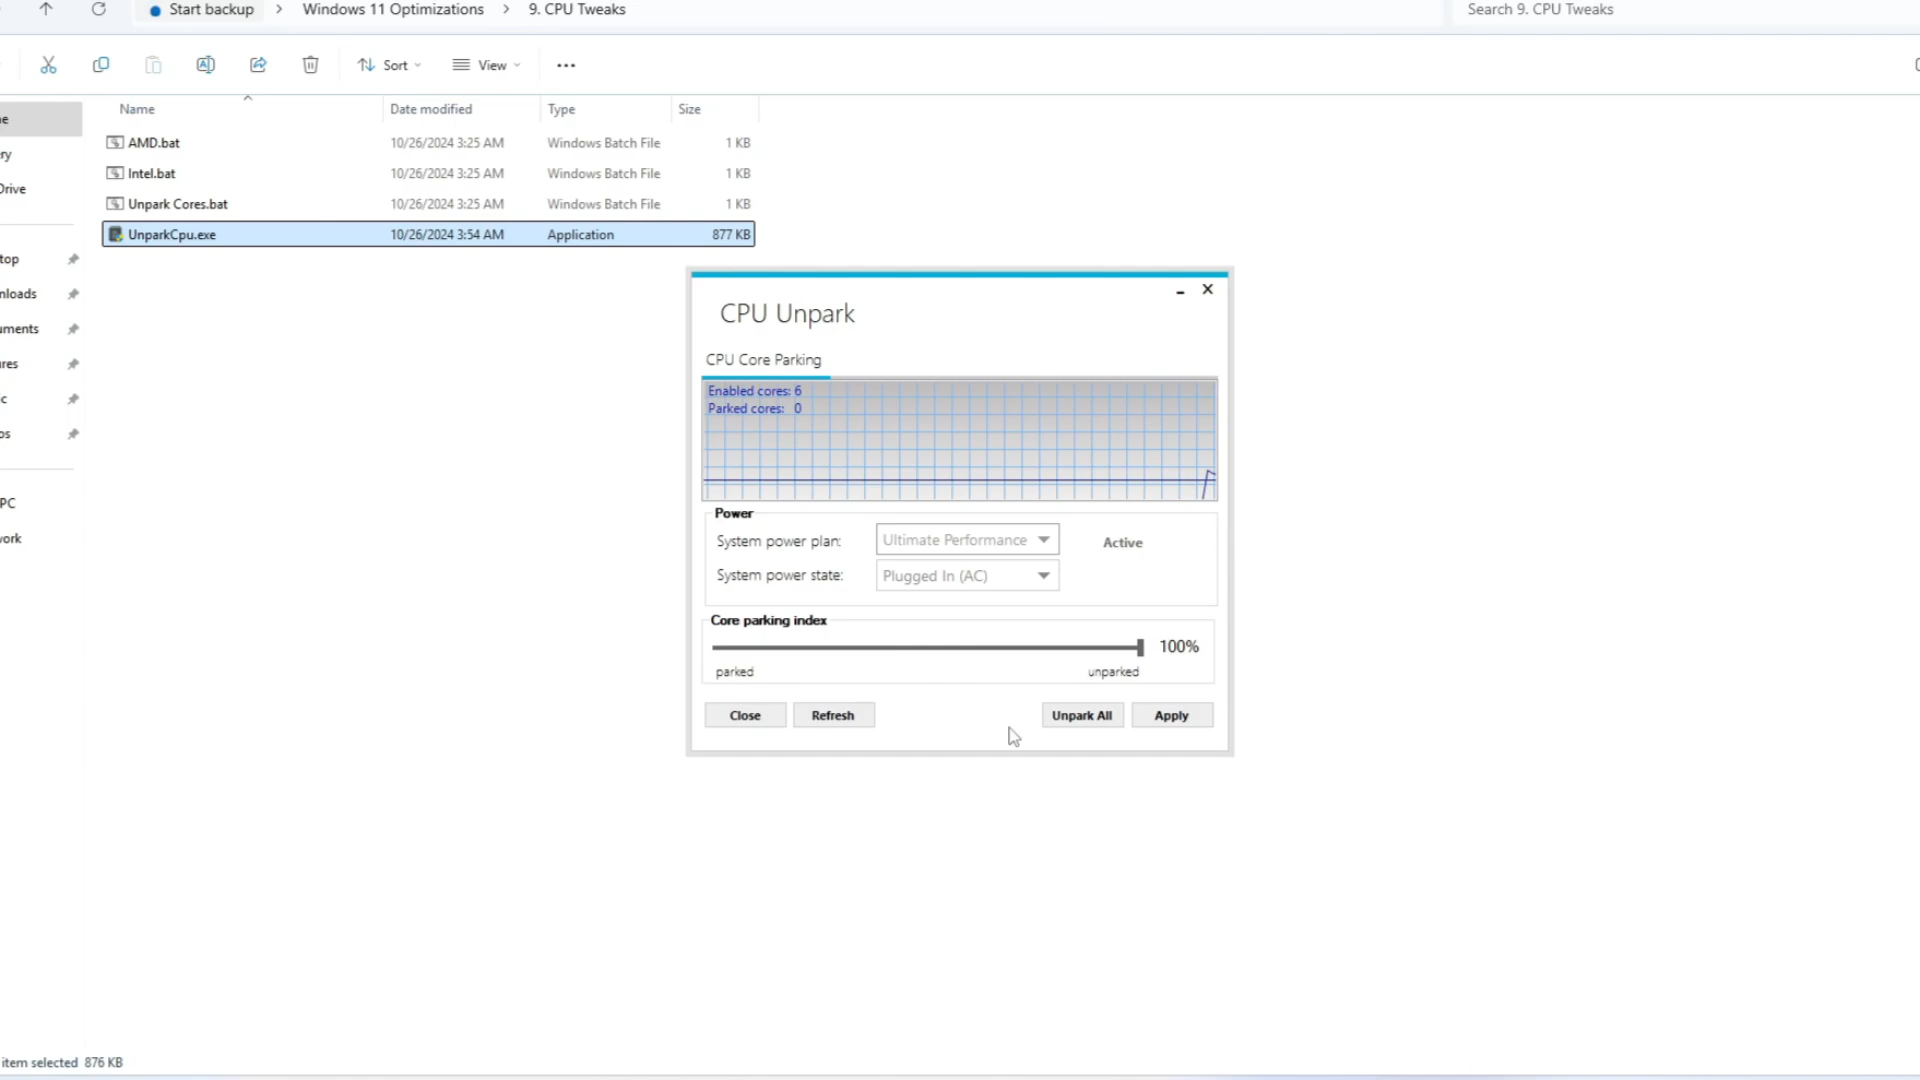 Start backup > Windows 11 Optimizations > 9. CPU Tweaks
Search 9. CPU Tweaks
Sort
View
Name Date modified Type Size
AMD.bat 10/26/2024 3:25 AM Windows Batch File 1 KB
Intel.bat 10/26/2024 3:25 AM Windows Batch File 1 KB
Unpark Cores.bat 10/26/2024 3:25 AM Windows Batch File 1 KB
UnparkCpu.exe 10/26/2024 3:54 AM Application 877 KB
e
ry
Drive
top
nloads
uments
res
c
os
PC
work
CPU Unpark
CPU Core Parking
Enabled cores: 6
Parked cores: 0
Power
System power plan: Ultimate Performance Active
System power state: Plugged In (AC)
Core parking index
100%
parked unparked
Close Refresh Unpark All Apply
item selected 876 KB